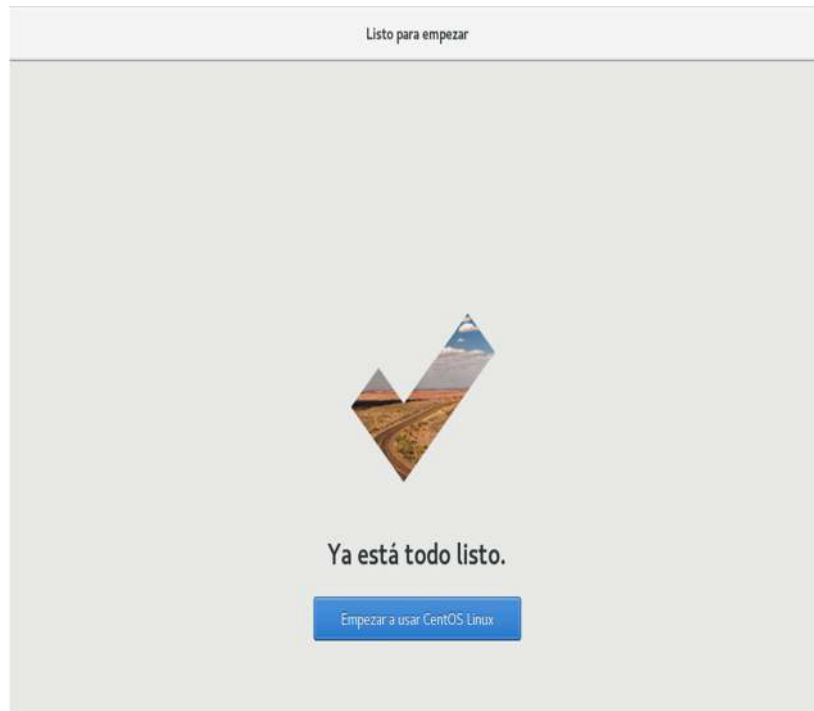 Listo para empezar
Ya está todo listo.
Empezar a usar CentOS Linux